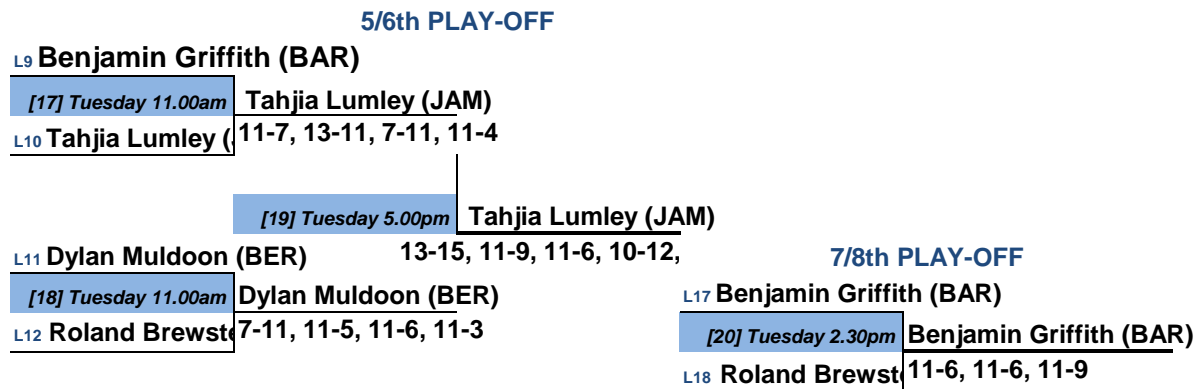 5/6th PLAY-OFF
L9 Benjamin Griffith (BAR)
[17] Tuesday 11.00am Tahjia Lumley (JAM)
L10 Tahjia Lumley ( 11-7, 13-11, 7-11, 11-4
[19] Tuesday 5.00pm Tahjia Lumley (JAM)
13-15, 11-9, 11-6, 10-12,
L11 Dylan Muldoon (BER)
7/8th PLAY-OFF
[18] Tuesday 11.00am Dylan Muldoon (BER)
L17 Benjamin Griffith (BAR)
L12 Roland Brewste 7-11, 11-5, 11-6, 11-3
[20] Tuesday 2.30pm Benjamin Griffith (BAR)
L18 Roland Brewst 11-6, 11-6, 11-9